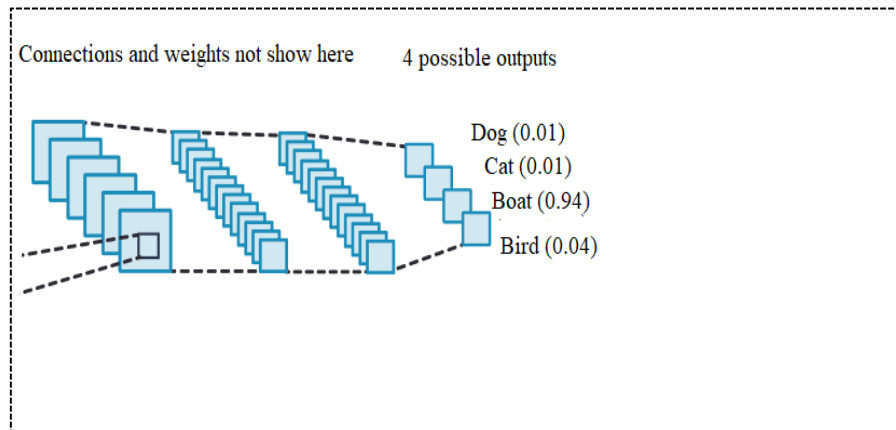 Connections and weights not show here
4 possible outputs
Dog (0.01)
Cat (0.01)
Boat (0.94)
Bird (0.04)